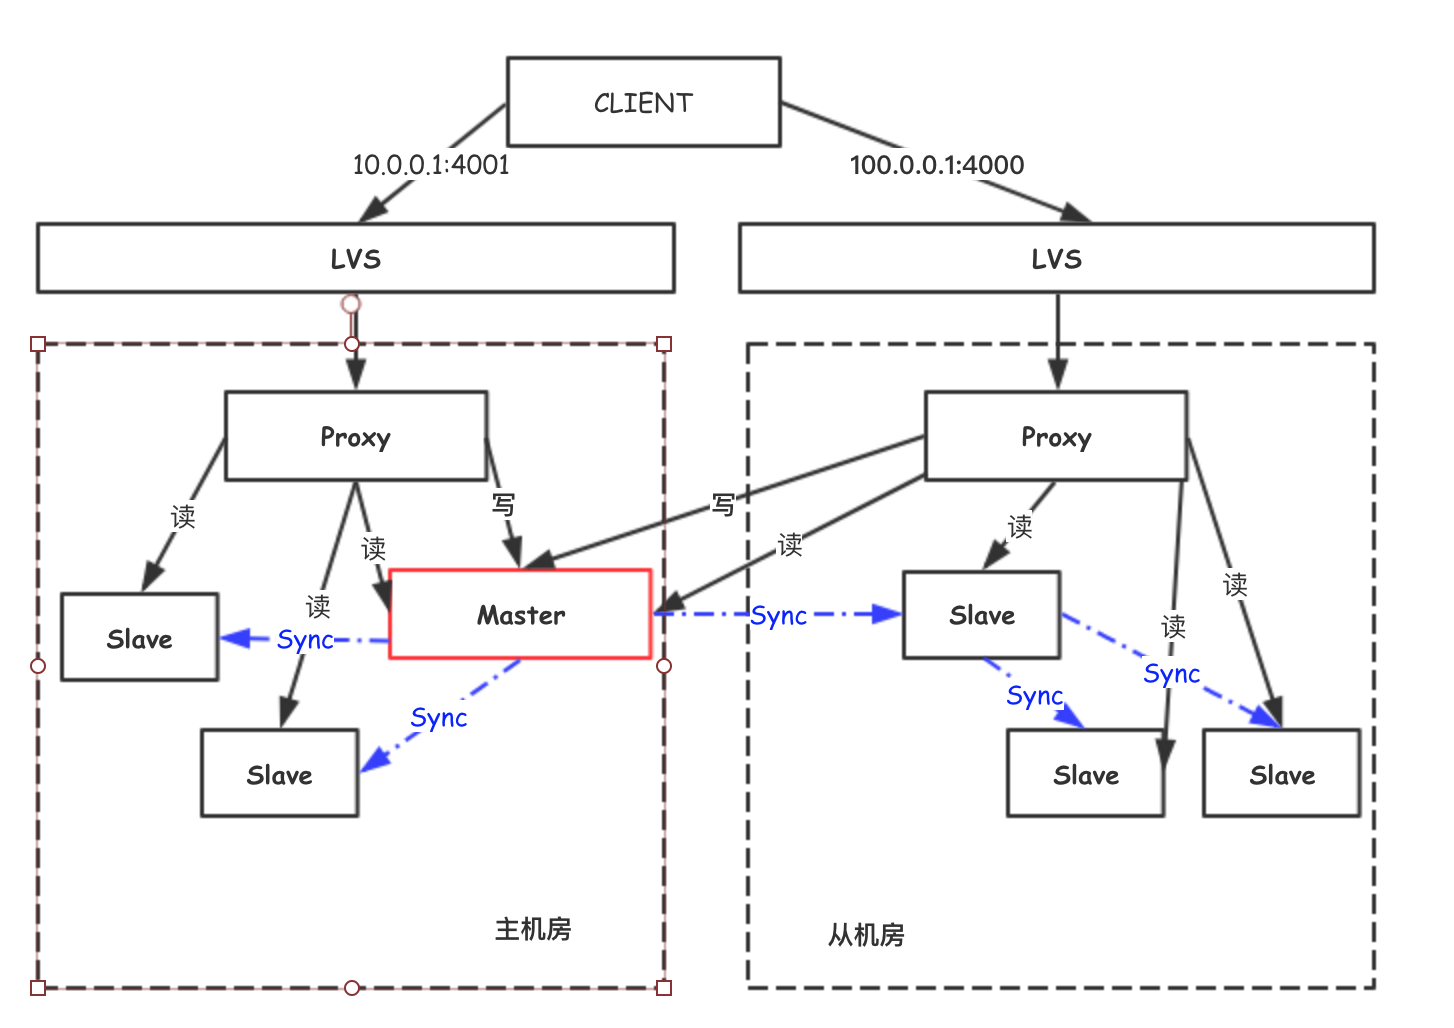 CLIENT
10.0.0.1:4001
100.0.0.1:4000
LVS
LVS
Proxy
Proxy
读
读
读
写
写
读
读
读
读
Slave
Sync
Master
Sync
Slave
Sync
Sync
Sync
Slave
Slave
Slave
主机房
从机房